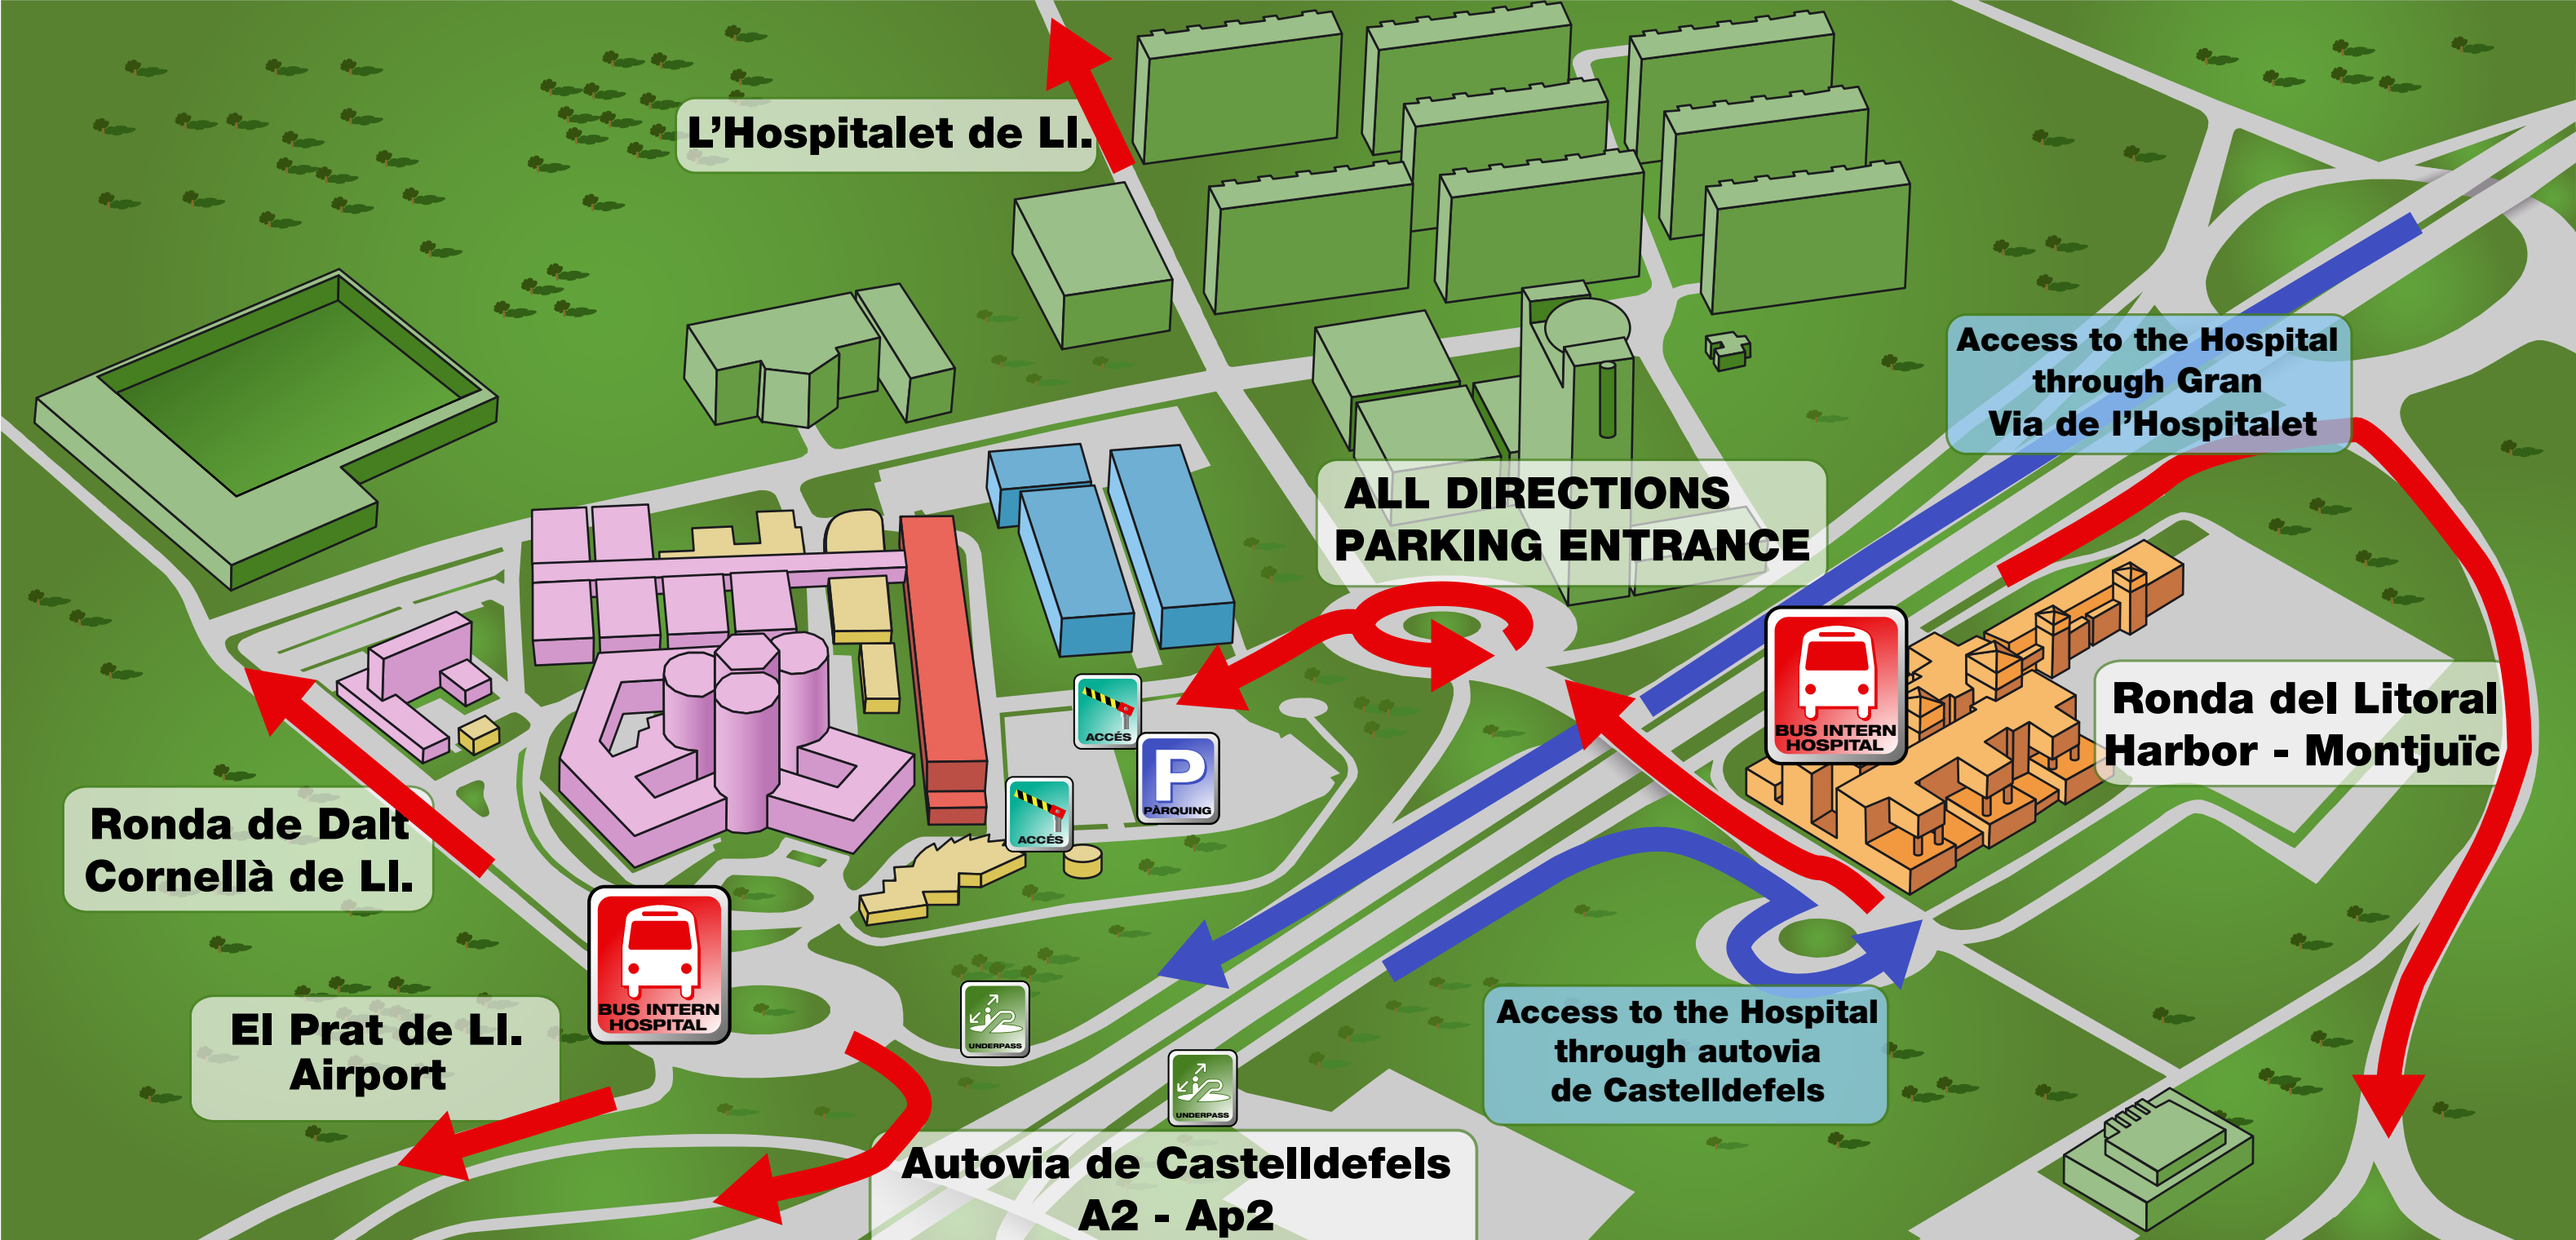 L’Hospitalet de Ll.
Access to the Hospital
through Gran
Via de l’Hospitalet
ALL DIRECTIONS
PARKING ENTRANCE
BUS INTERN
HOSPITAL
Ronda del Litoral
Harbor - Montjuïc
ACCÉS
PÀRQUING
ACCÉS
Ronda de Dalt
Cornellà de Ll.
BUS INTERN
HOSPITAL
El Prat de Ll.
Airport
UNDERPASS
UNDERPASS
Access to the Hospital
through autovia
de Castelldefels
Autovia de Castelldefels
A2 - Ap2